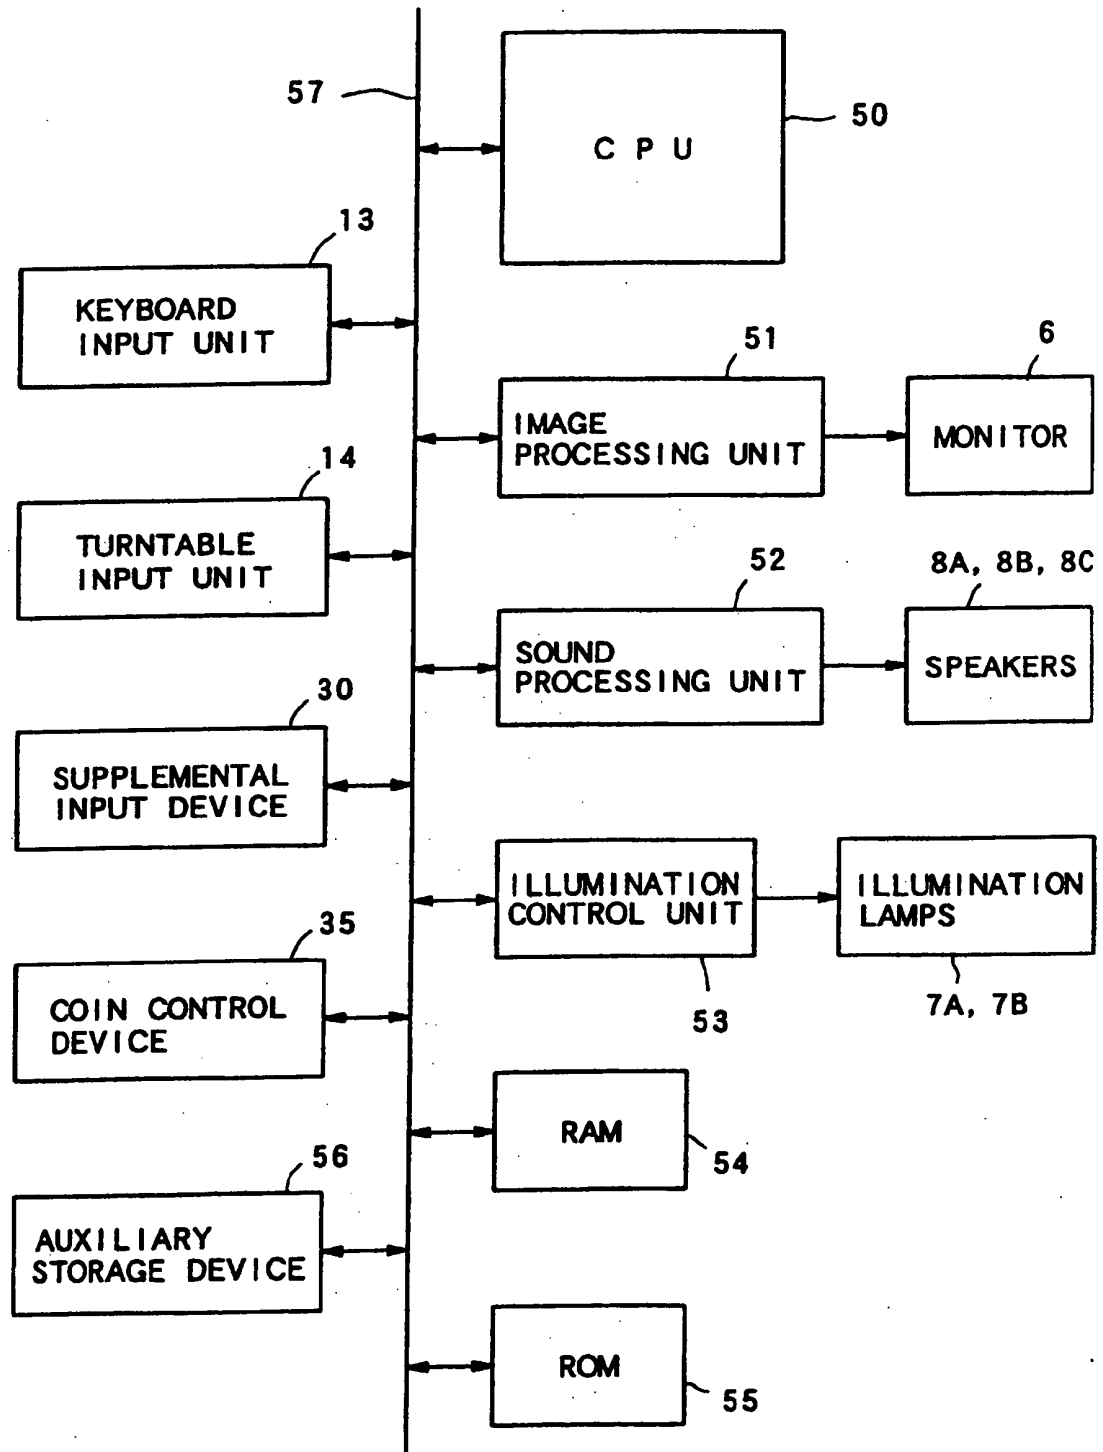 57
CPU
50
13
KEYBOARD
INPUT UNIT
51
6
IMAGE
PROCESSING UNIT
MONITOR
14
TURNTABLE
INPUT UNIT
52
8A, 8B, 8C
SOUND
PROCESSING UNIT
SPEAKERS
30
SUPPLEMENTAL
INPUT DEVICE
ILLUMINATION
CONTROL UNIT
ILLUMINATION
LAMPS
53
7A, 7B
35
COIN CONTROL
DEVICE
RAM
54
56
AUXILIARY
STORAGE DEVICE
ROM
55